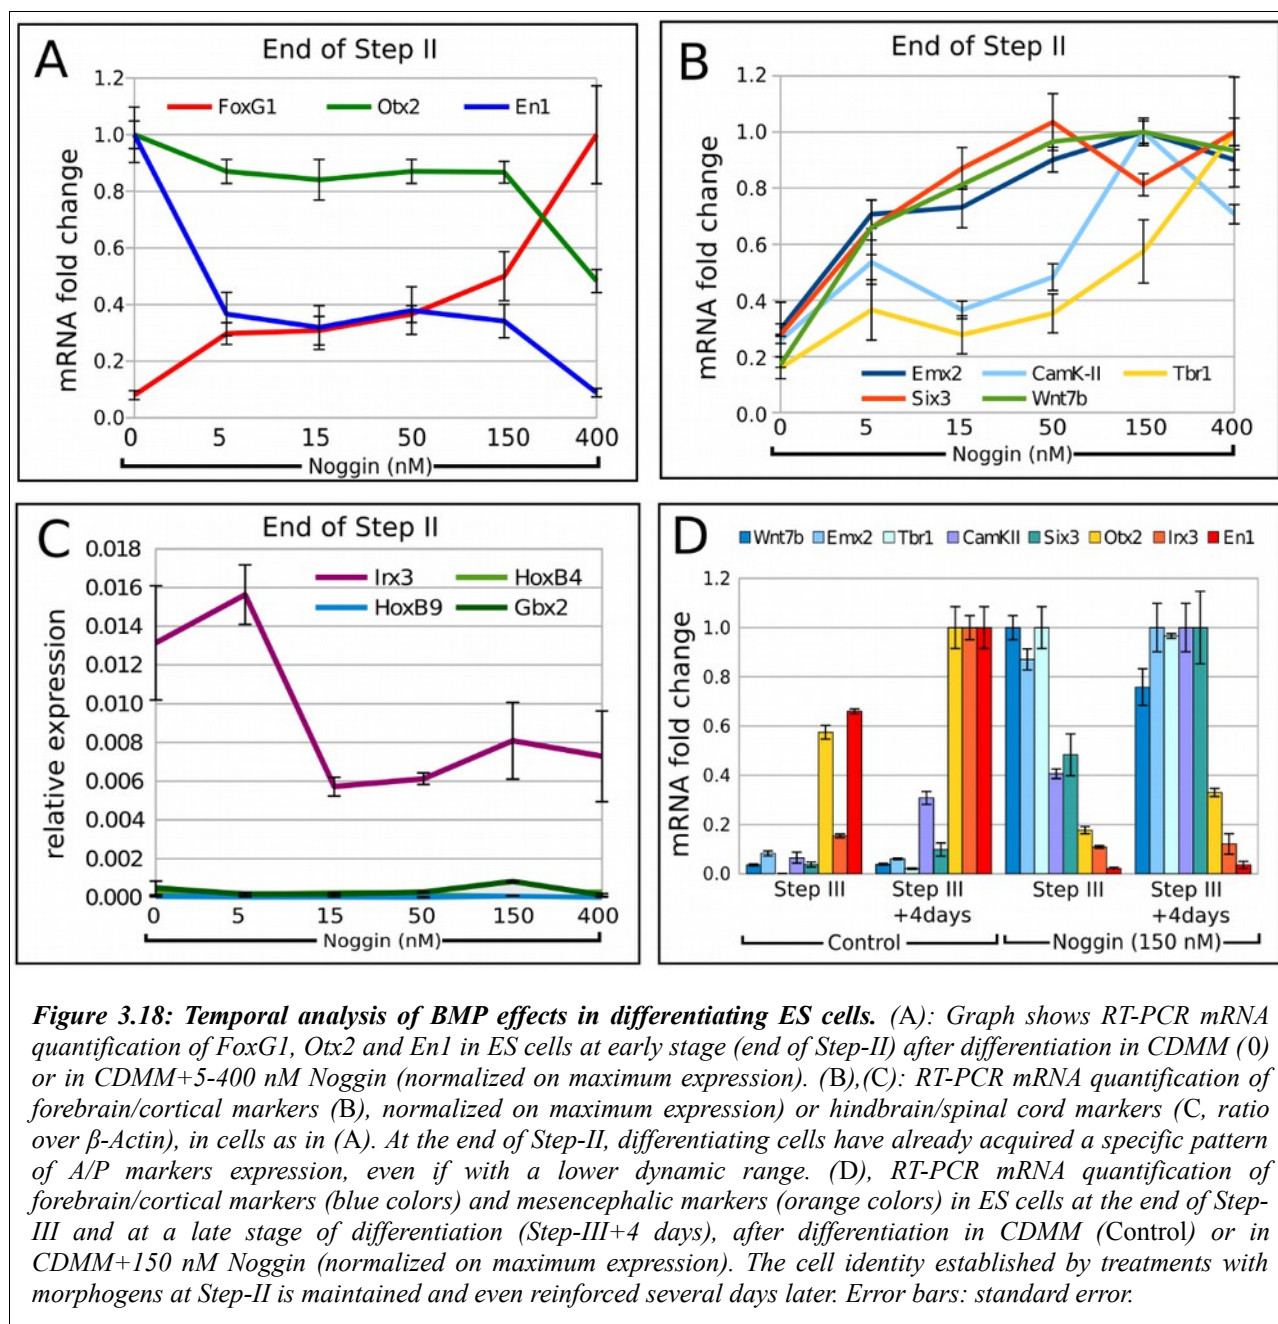 A
End of Step II
mRNA fold change
1.2
1.0
0.8
0.6
0.4
0.2
0.0
FoxG1 Otx2 En1
0 5 15 50 150 400
Noggin (nM)
B
End of Step II
mRNA fold change
1.2
1.0
0.8
0.6
0.4
0.2
0.0
Emx2 CamK-II Tbr1
Six3 Wnt7b
0 5 15 50 150 400
Noggin (nM)
C
End of Step II
relative expression
0.018
0.016
0.014
0.012
0.010
0.008
0.006
0.004
0.002
0.000
Irx3 HoxB4
HoxB9 Gbx2
0 5 15 50 150 400
Noggin (nM)
D
Wnt7b Emx2 Tbr1 CamKII Six3 Otx2 Irx3 En1
mRNA fold change
1.2
1.0
0.8
0.6
0.4
0.2
0.0
Step III Step III Step III Step III
+4days +4days
Control Noggin (150 nM)
Figure 3.18: Temporal analysis of BMP effects in differentiating ES cells. (A): Graph shows RT-PCR mRNA
quantification of FoxG1, Otx2 and En1 in ES cells at early stage (end of Step-II) after differentiation in CDMM (0)
or in CDMM+5-400 nM Noggin (normalized on maximum expression). (B),(C): RT-PCR mRNA quantification of
forebrain/cortical markers (B), normalized on maximum expression) or hindbrain/spinal cord markers (C, ratio
over β-Actin), in cells as in (A). At the end of Step-II, differentiating cells have already acquired a specific pattern
of A/P markers expression, even if with a lower dynamic range. (D), RT-PCR mRNA quantification of
forebrain/cortical markers (blue colors) and mesencephalic markers (orange colors) in ES cells at the end of Step-
III and at a late stage of differentiation (Step-III+4 days), after differentiation in CDMM (Control) or in
CDMM+150 nM Noggin (normalized on maximum expression). The cell identity established by treatments with
morphogens at Step-II is maintained and even reinforced several days later. Error bars: standard error.